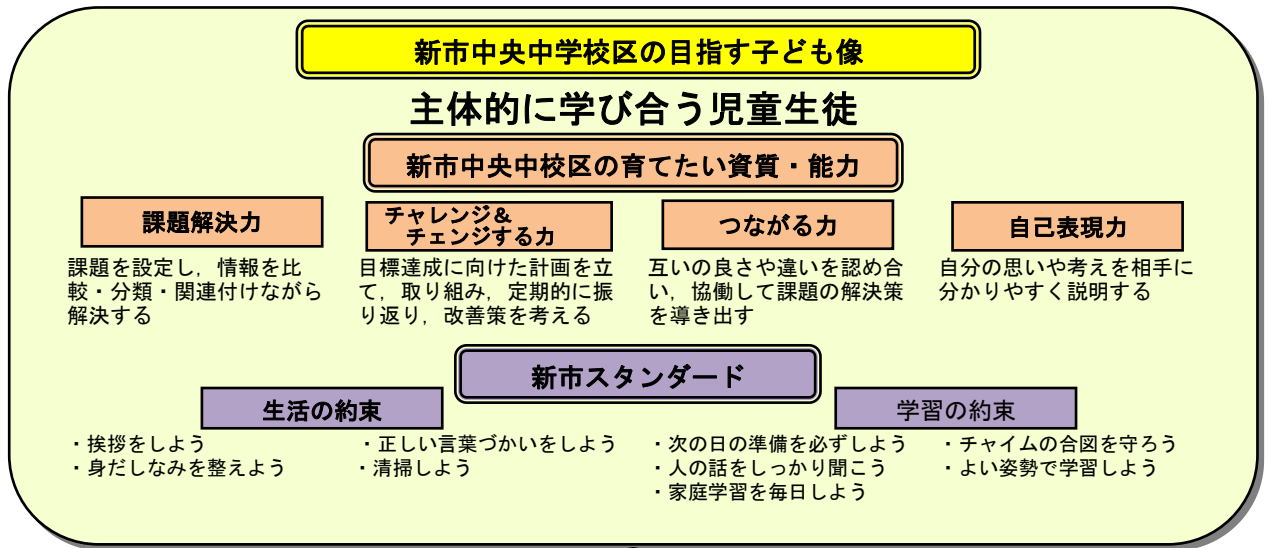 新市中央中学校区の目指す子ども像
主体的に学び合う児童生徒
新市中央中校区の育てたい資質・能力
課題解決力
課題を設定し，情報を比
較・分類・関連付けながら
解決する
チャレンジ＆
チェンジする力
目標達成に向けた計画を立
て，取り組み，定期的に振
り返り，改善策を考える
つながる力
互いの良さや違いを認め合
い，協働して課題の解決策
を導き出す
自己表現力
自分の思いや考えを相手に
分かりやすく説明する
新市スタンダード
生活の約束
・挨拶をしよう
・身だしなみを整えよう
・正しい言葉づかいをしよう
・清掃しよう
学習の約束
・次の日の準備を必ずしよう
・人の話をしっかり聞こう
・家庭学習を毎日しよう
・チャイムの合図を守ろう
・よい姿勢で学習しよう